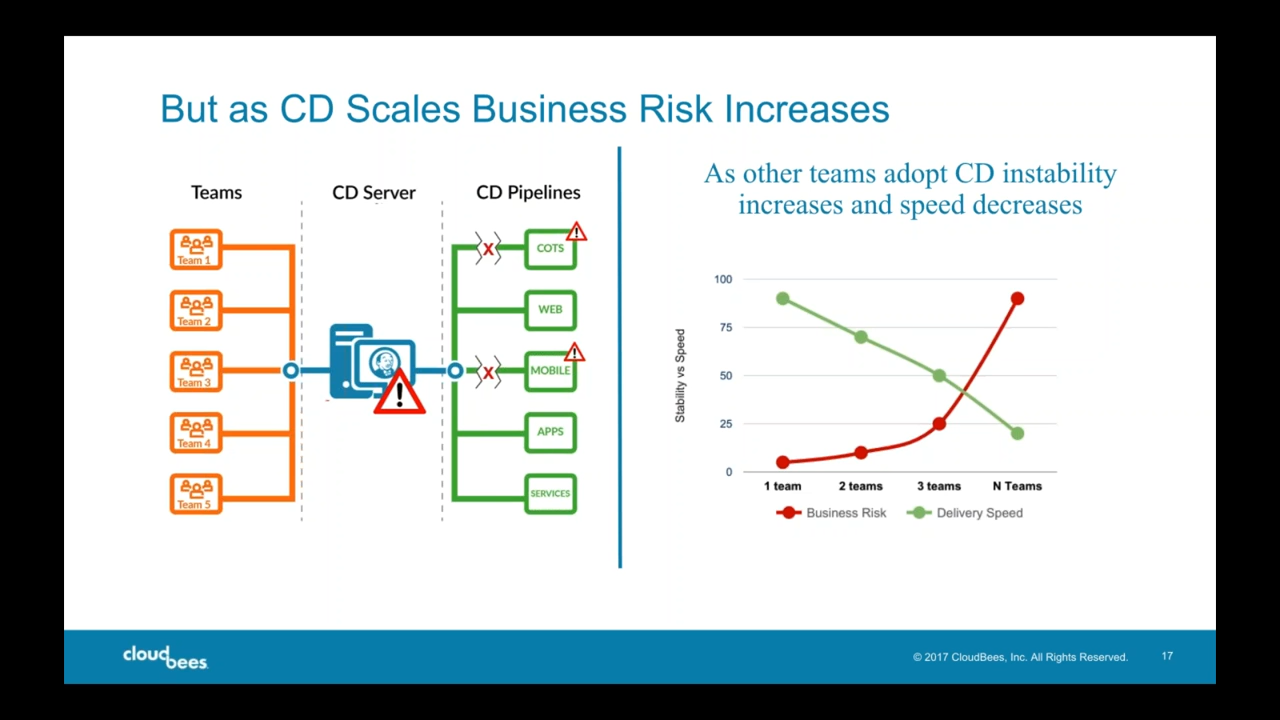 But as CD Scales Business Risk Increases
Teams
CD Server
CD Pipelines
Team 1
Team 2
Team 3
Team 4
Team 5
X
COTS
!
WEB
X
MOBILE
!
!
APPS
SERVICES
As other teams adopt CD instability
increases and speed decreases
Stability vs Speed
100
75
50
25
0
1 team
2 teams
3 teams
N Teams
Business Risk
Delivery Speed
cloudbees
© 2017 CloudBees, Inc. All Rights Reserved.
17